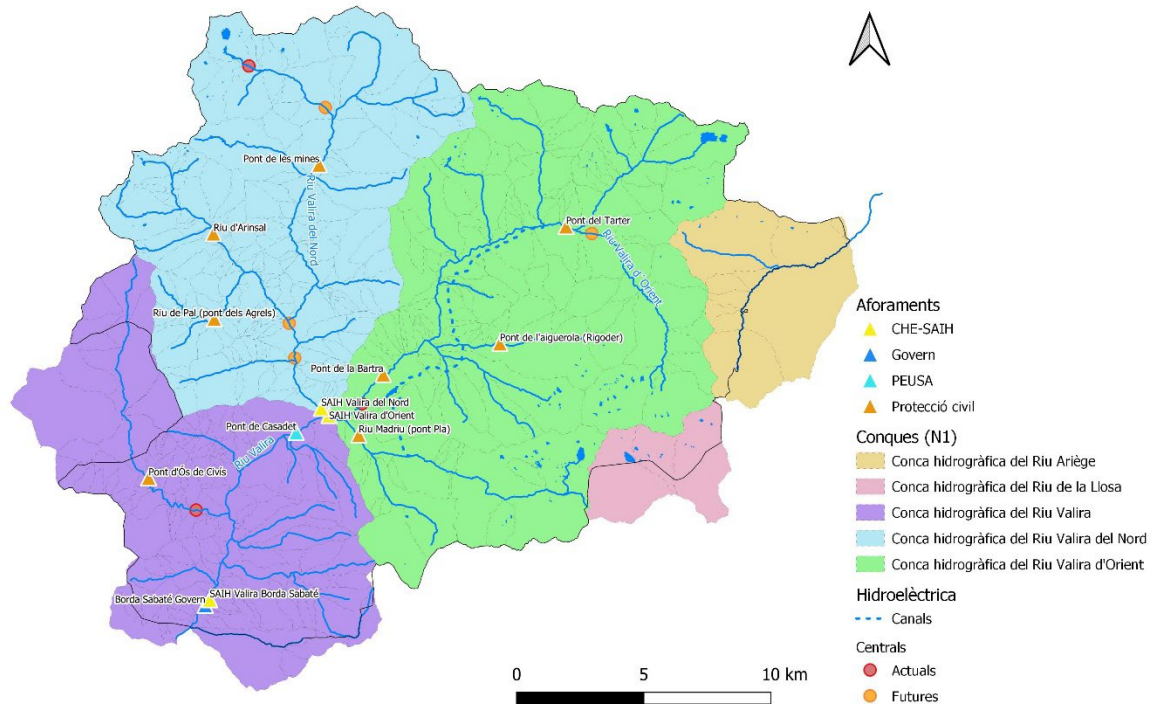 Pont de les mines
Riu Valira del Nord
Riu d'Arinsal
Pont del Tarter
Riu Valira d'Orient
Riu de Pal (pont dels Agrels)
Pont de l'aiguerola (Rigoder)
Pont de la Bartra
SAIH Valira del Nord
SAIH Valira d'Orient
Pont de Casadet
Riu Madriu (pont Pla)
Riu Valira
Pont d'Os de Civís
SAIH Valira Borda Sabaté
Borda Sabaté Govern
Aforaments
CHE-SAIH
Govern
PEUSA
Protecció civil
Conques (N1)
Conca hidrogràfica del Riu Ariège
Conca hidrogràfica del Riu de la Llosa
Conca hidrogràfica del Riu Valira
Conca hidrogràfica del Riu Valira del Nord
Conca hidrogràfica del Riu Valira d'Orient
Hidroelèctrica
Canals
Centrals
Actuals
Futures
0 5 10 km